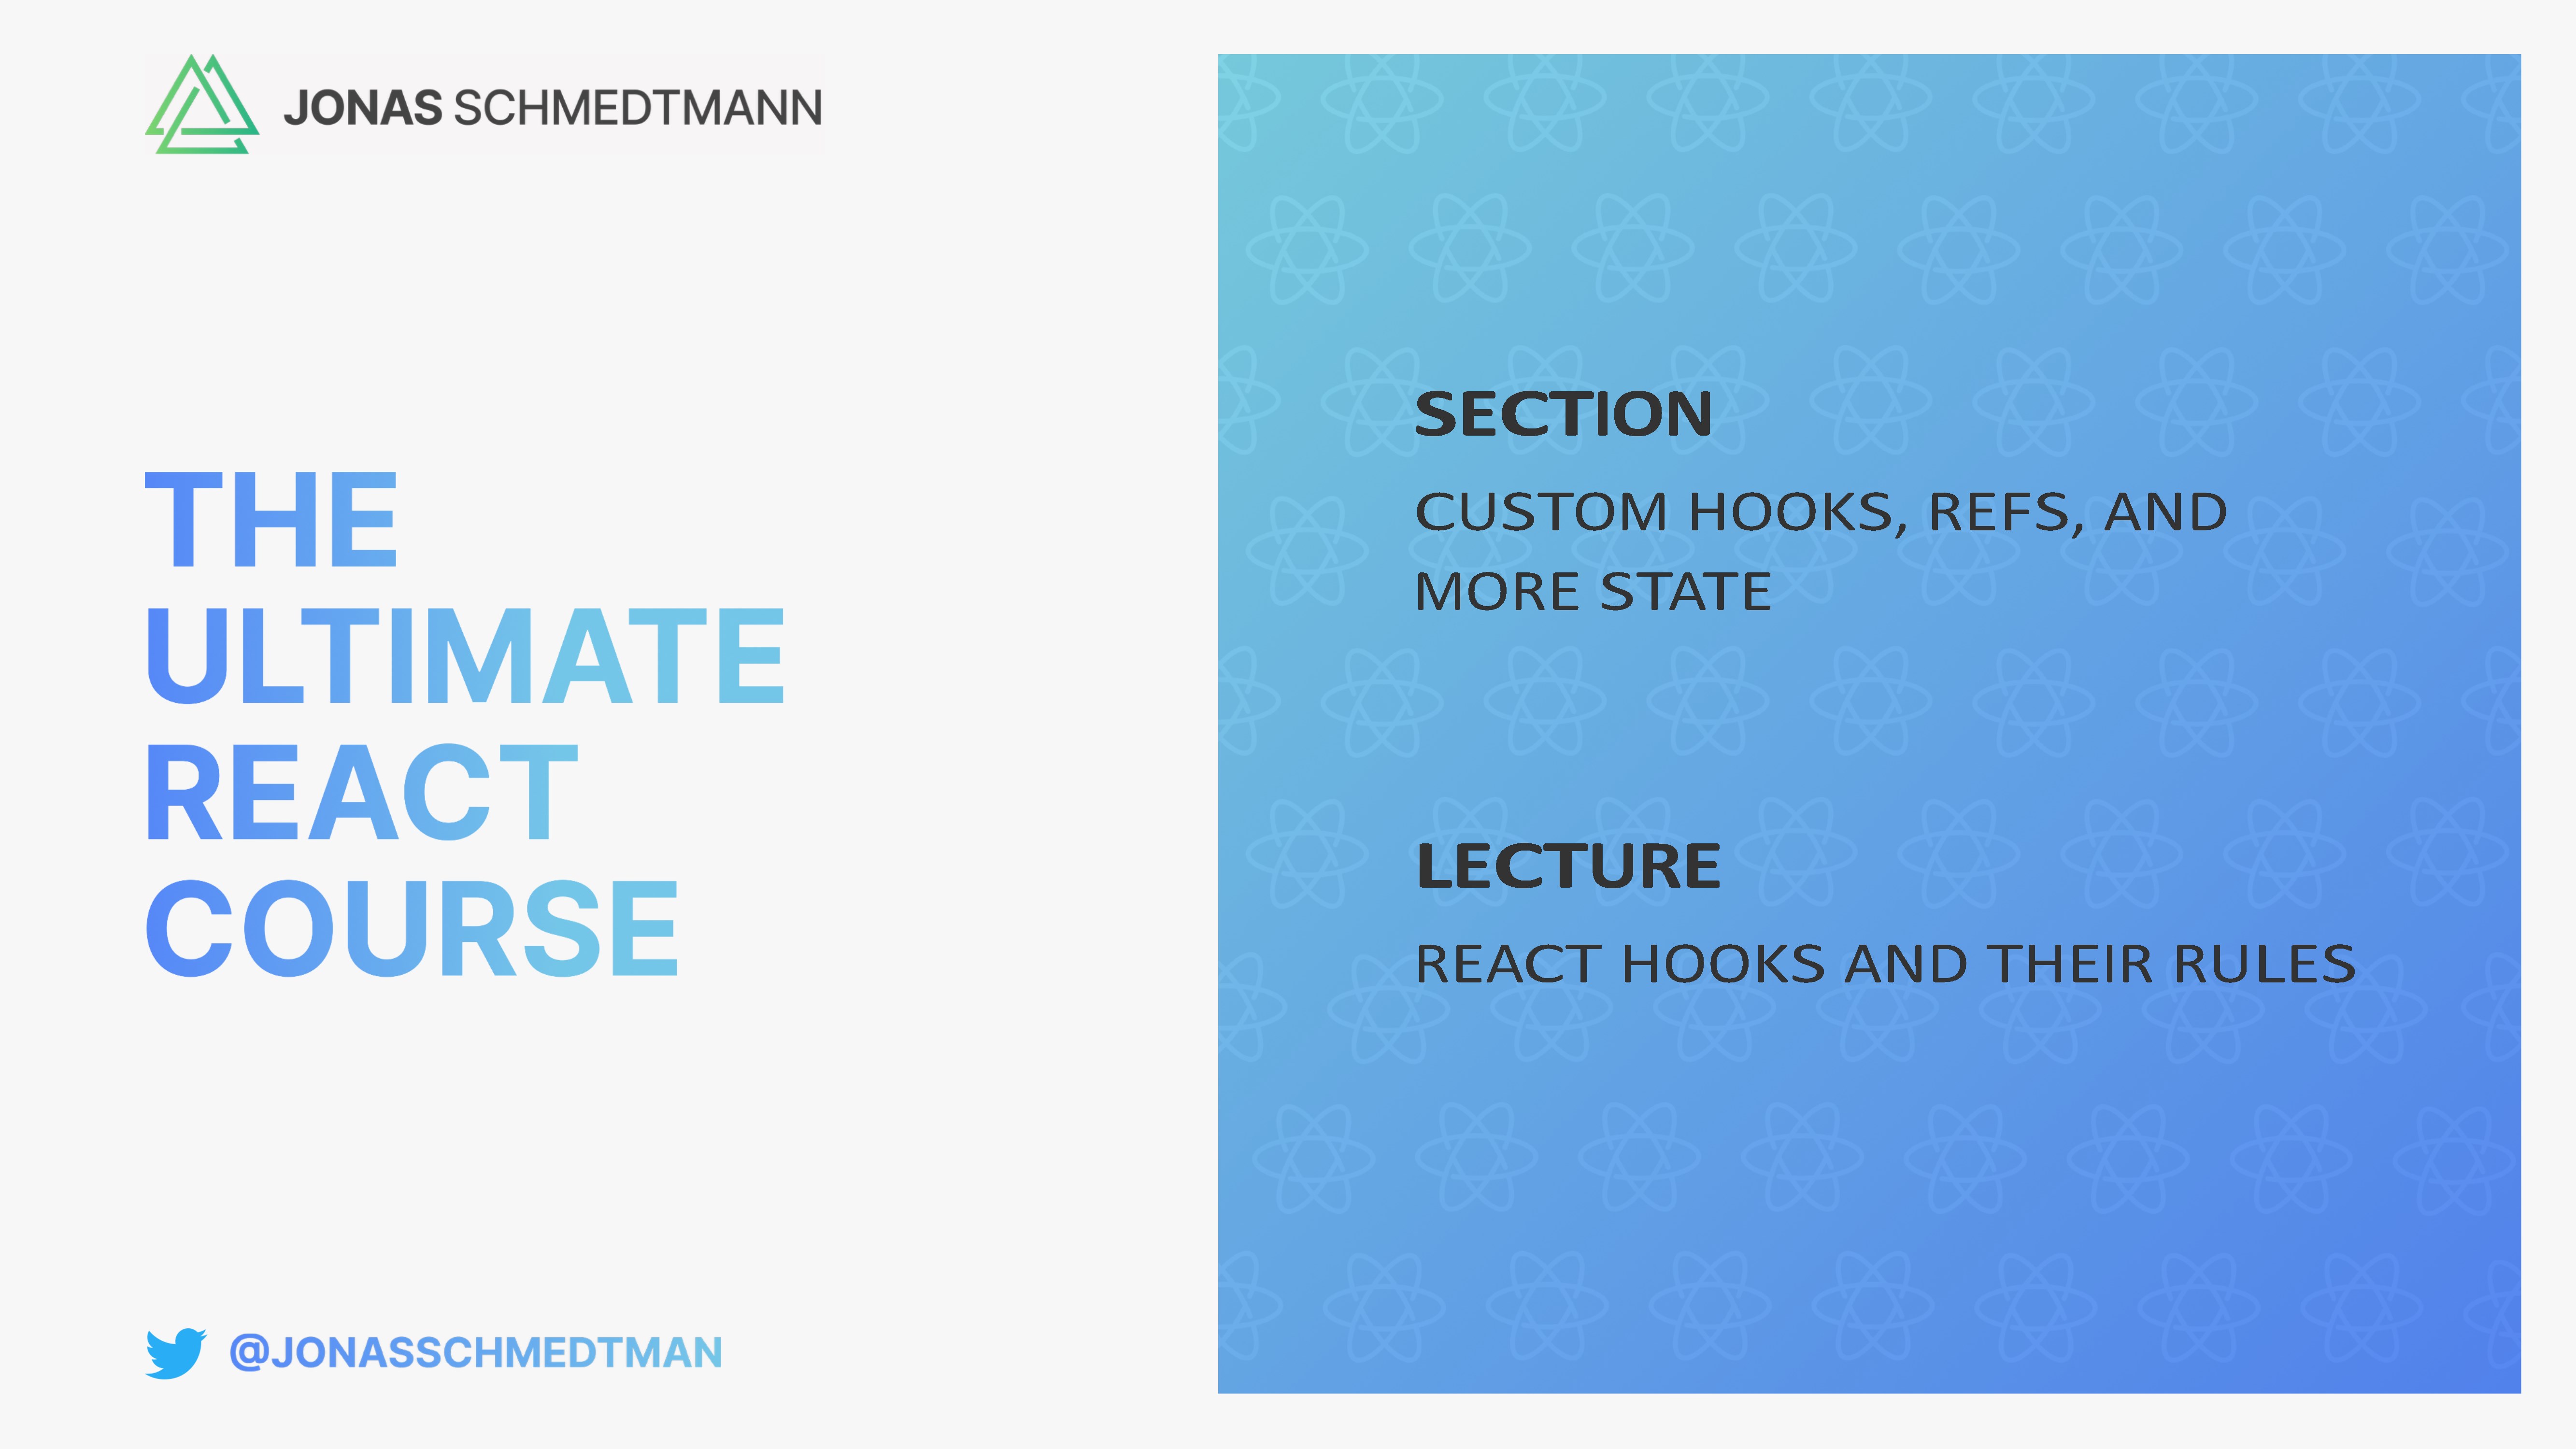 JONAS SCHMEDTMANN
THE
ULTIMATE
REACT
COURSE
@JONASSCHMEDTMAN
SECTION
CUSTOM HOOKS, REFS, AND
MORE STATE
LECTURE
REACT HOOKS AND THEIR RULES